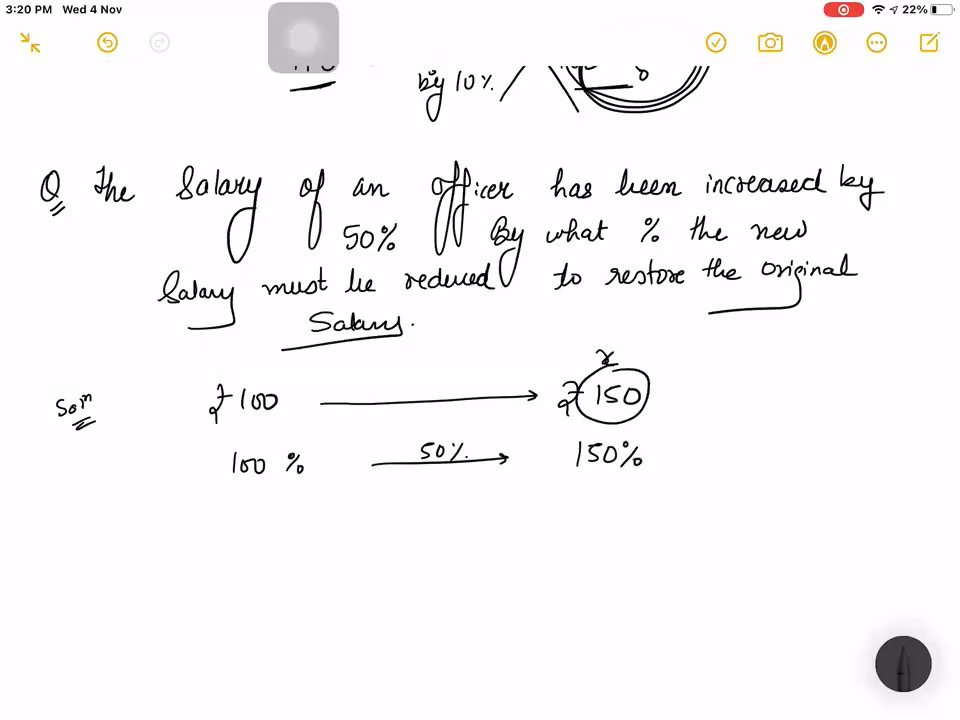 3:20 PM Wed 4 Nov 22%
by 10%
Q The Salary of an officer has been increased by
50% By what % the new
Salary must be reduced to restore the original
Salary.
x
Soln ₹100 ₹150
100 % 50% 150%